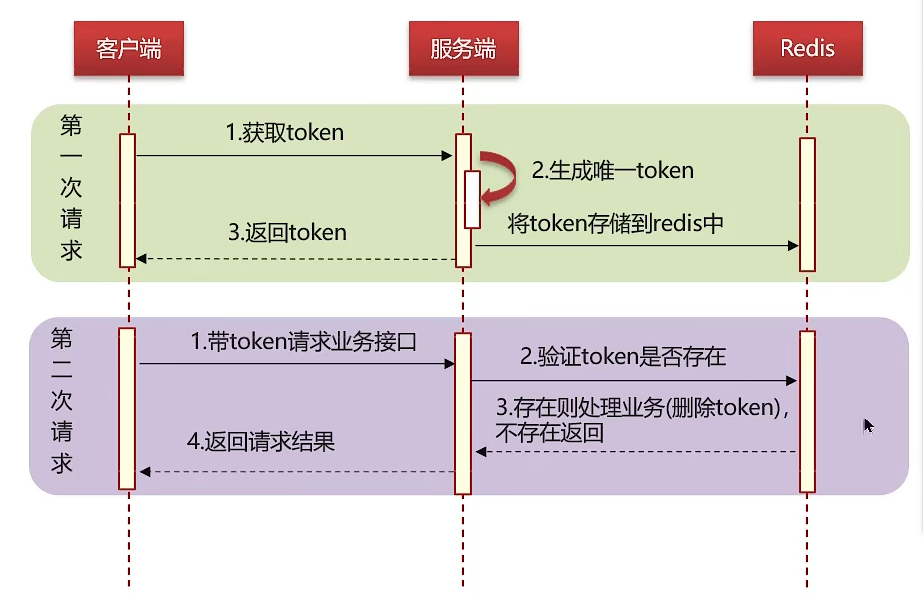 客户端
服务端
Redis
第一次请求
1.获取token
2.生成唯一token
将token存储到redis中
3.返回token
第二次请求
1.带token请求业务接口
2.验证token是否存在
3.存在则处理业务(删除token)，
不存在返回
4.返回请求结果